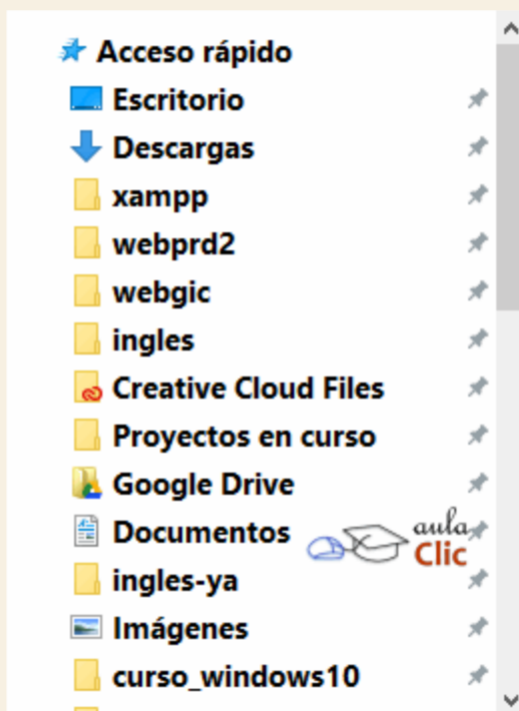 Acceso rápido
Escritorio
Descargas
xampp
webprd2
webgic
ingles
Creative Cloud Files
Proyectos en curso
Google Drive
Documentos
aula
Clic
ingles-ya
Imágenes
curso_windows10